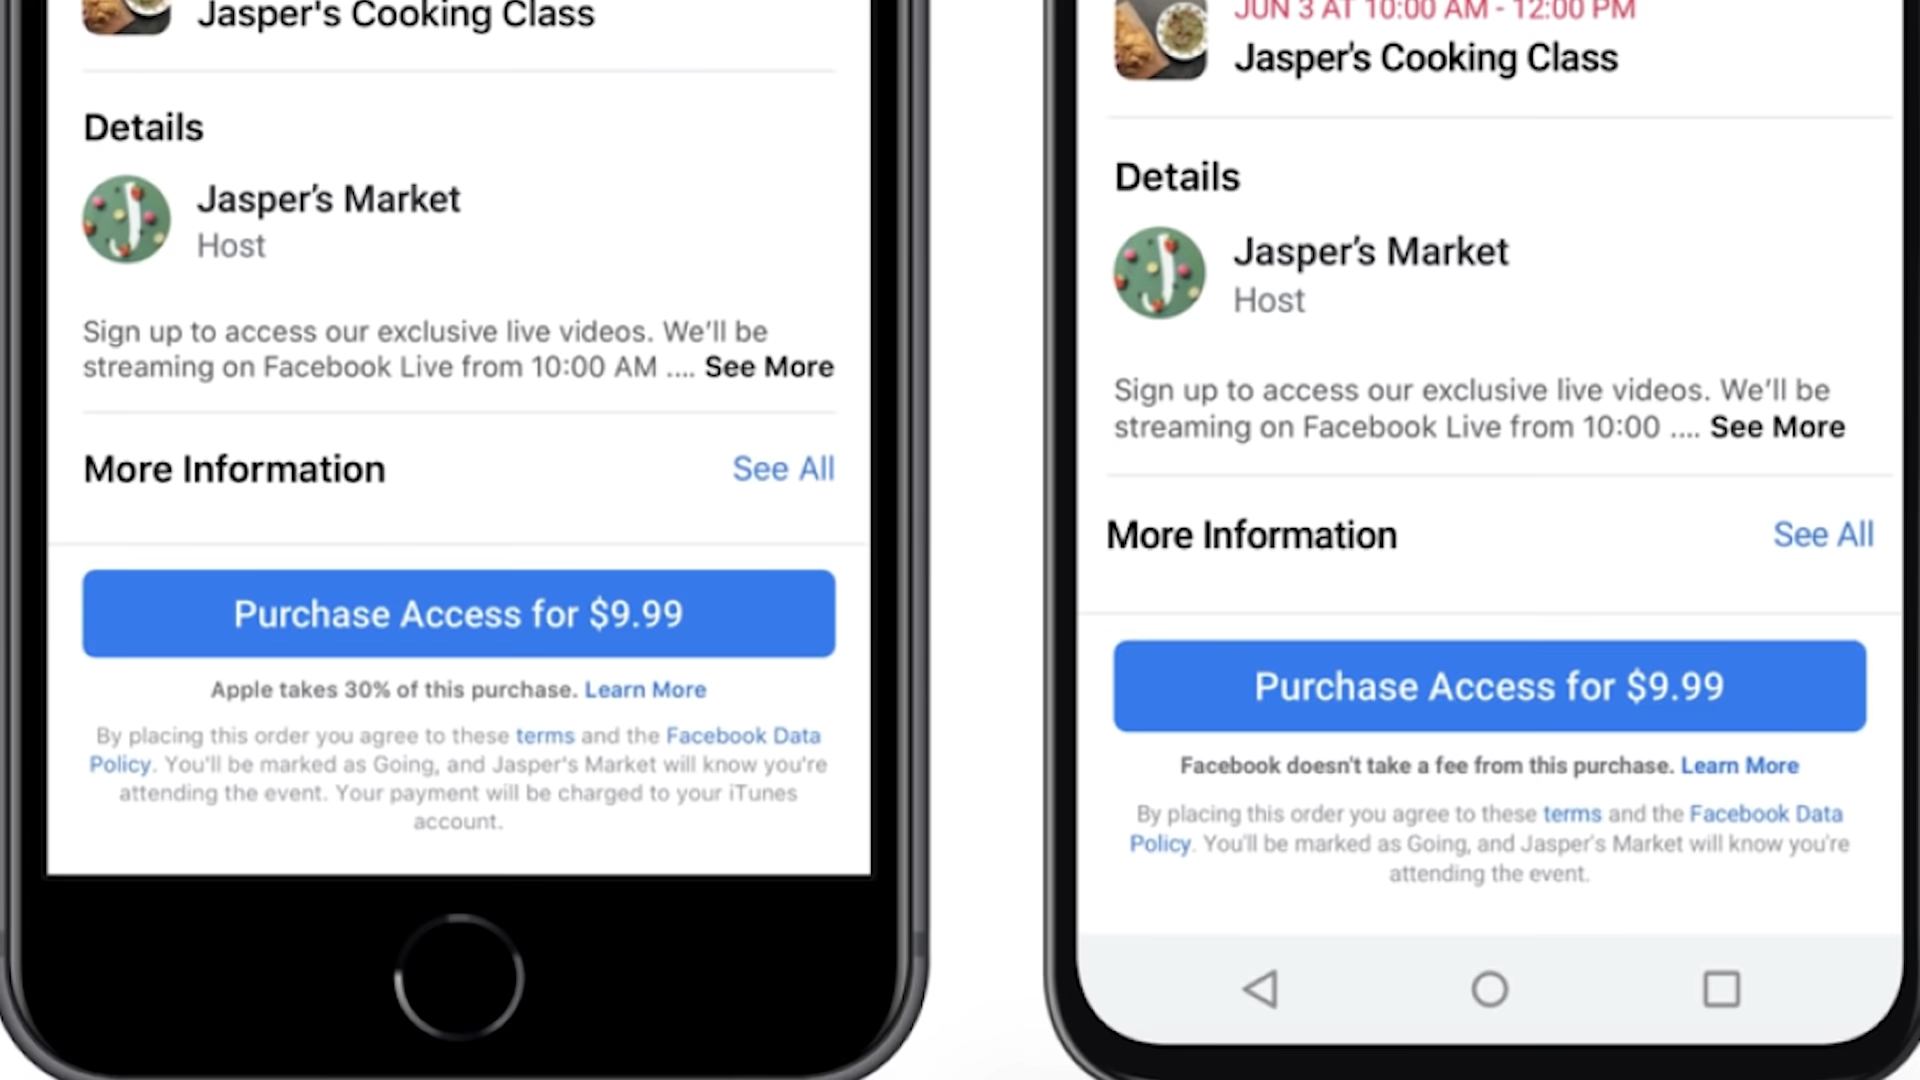 Jasper's Cooking Class
Details
Jasper's Market
Host
Sign up to access our exclusive live videos. We'll be
streaming on Facebook Live from 10:00 AM .... See More
More Information
See All
Purchase Access for $9.99
Apple takes 30% of this purchase. Learn More
By placing this order you agree to these terms and the Facebook Data
Policy. You'll be marked as Going, and Jasper's Market will know you're
attending the event. Your payment will be charged to your iTunes
account.
JUN 3 AT 10:00 AM - 12:00 PM
Jasper's Cooking Class
Details
Jasper's Market
Host
Sign up to access our exclusive live videos. We'll be
streaming on Facebook Live from 10:00 .... See More
More Information
See All
Purchase Access for $9.99
Facebook doesn't take a fee from this purchase. Learn More
By placing this order you agree to these terms and the Facebook Data
Policy. You'll be marked as Going, and Jasper's Market will know you're
attending the event.